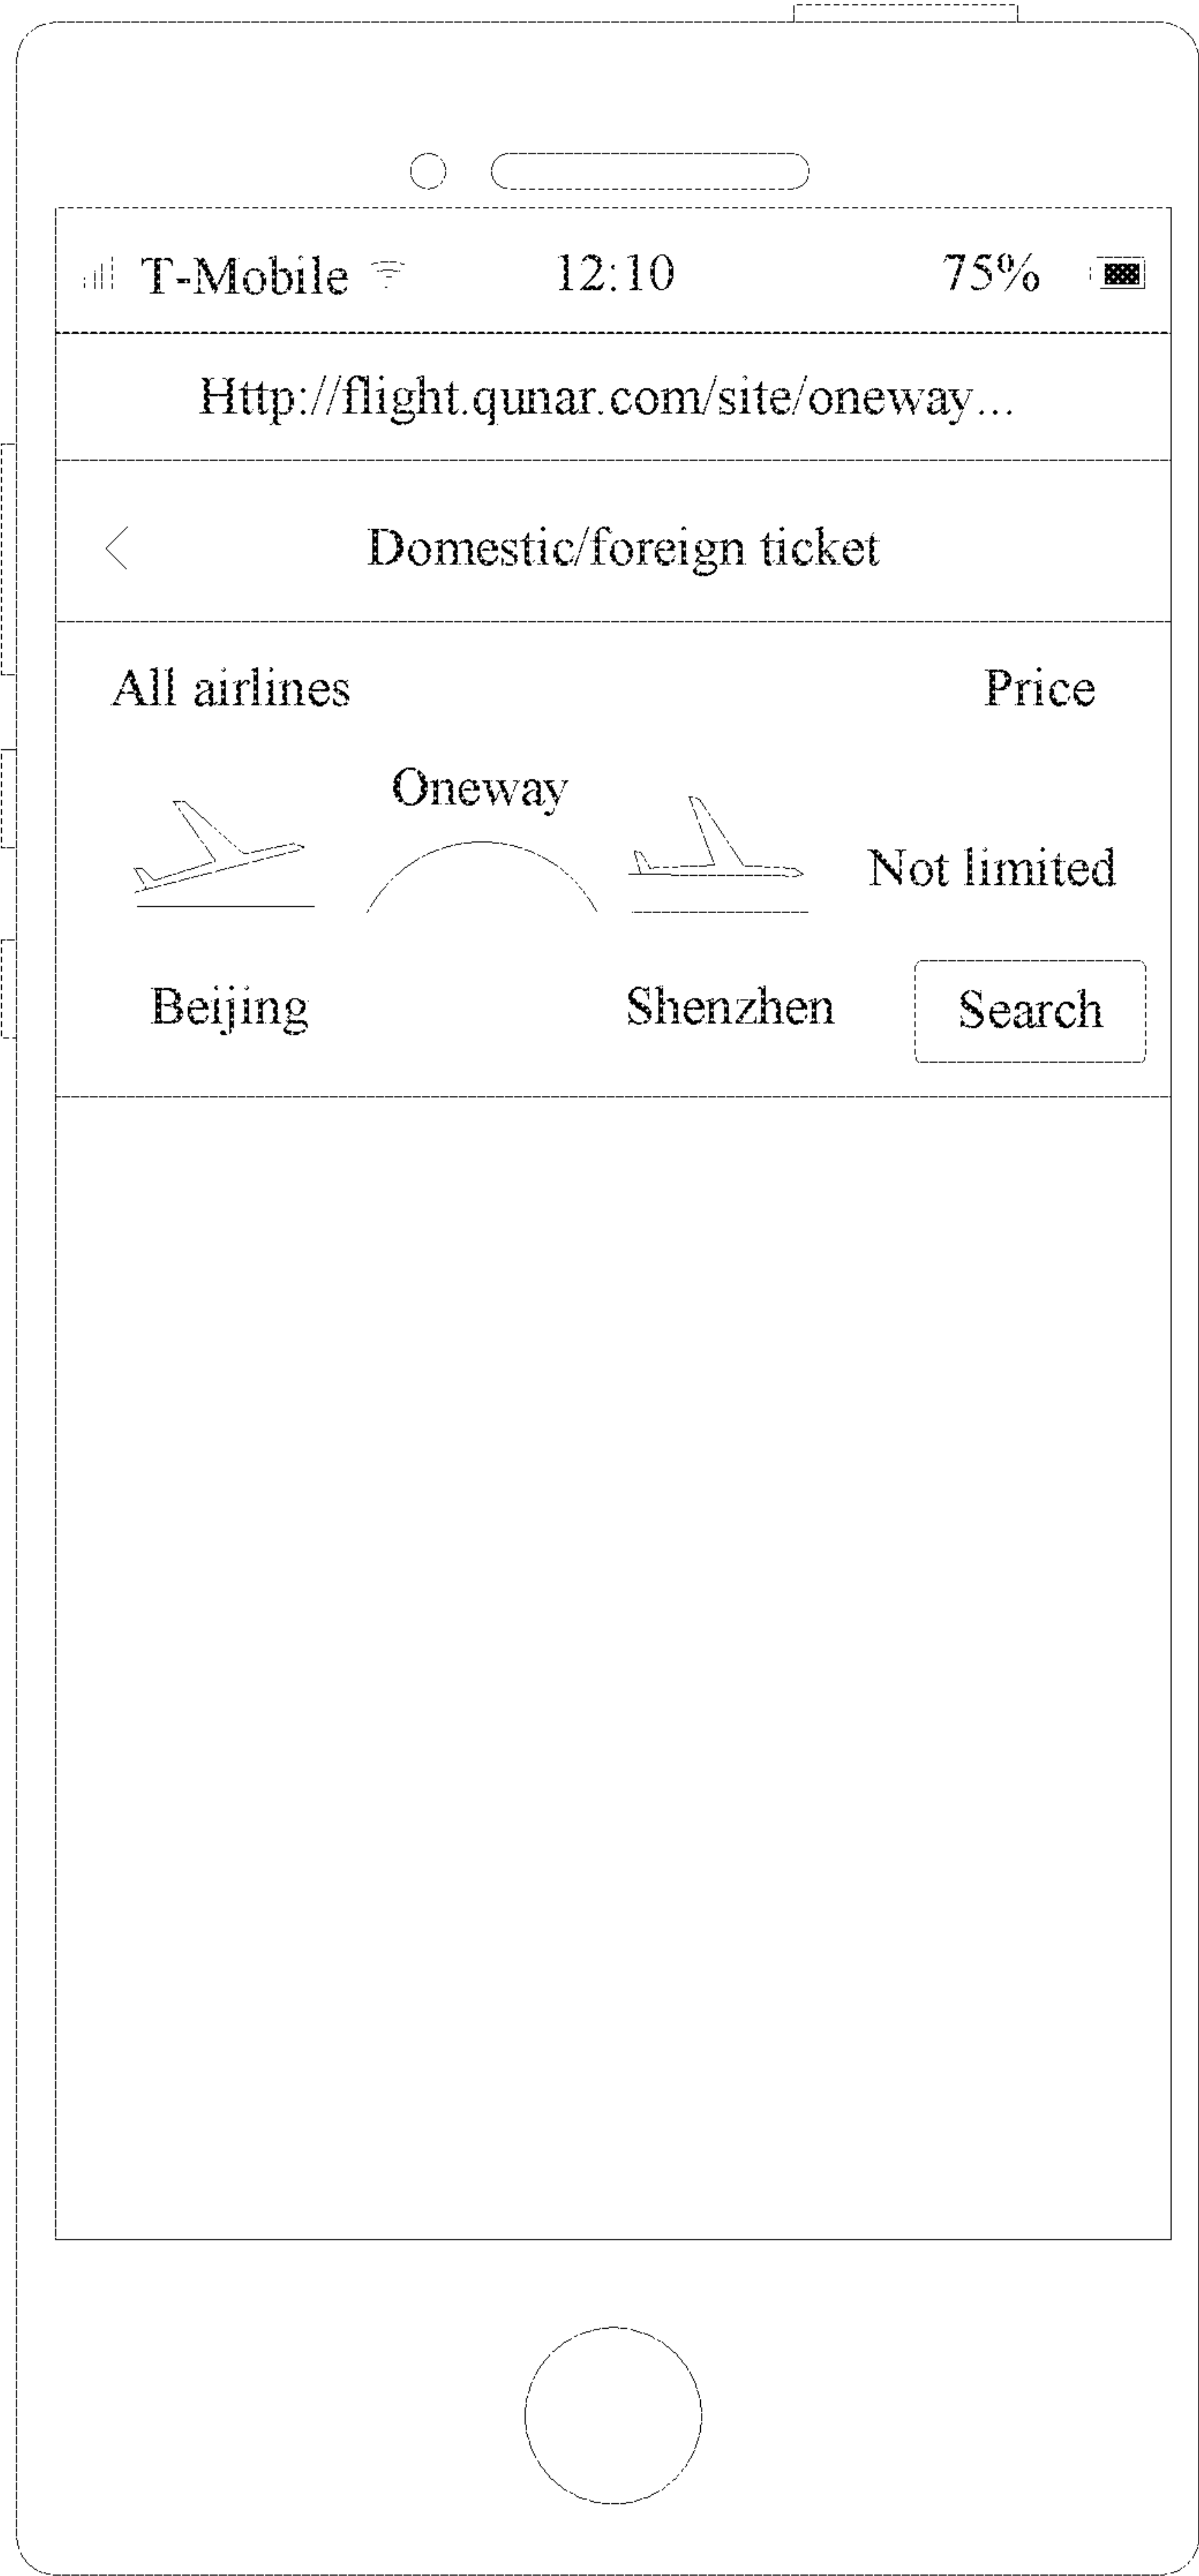 T-Mobile 12:10 75%
Http://flight.qunar.com/site/oneway...
Domestic/foreign ticket
All airlines Price
Oneway
Not limited
Beijing Shenzhen Search